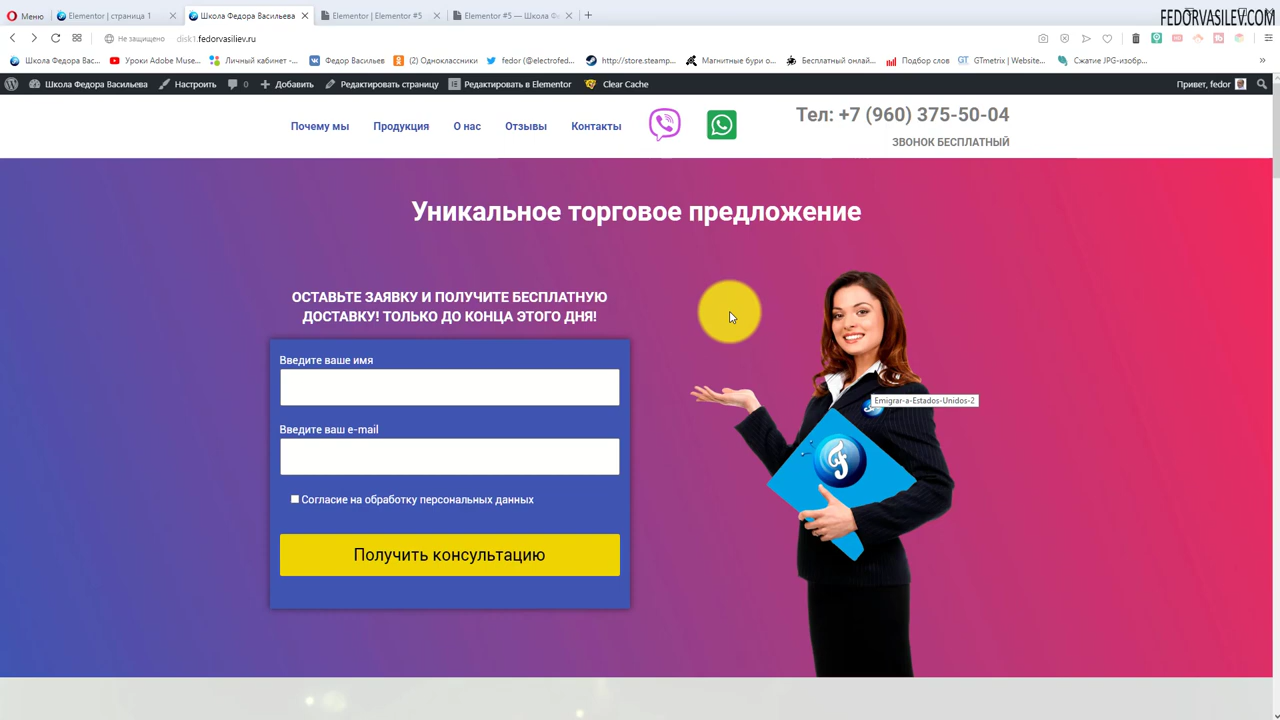 Меню
Elementor | страница 1
Школа Федора Васильева
Elementor | Elementor #5
Elementor #5 — Школа Ф
FEDORVASILEV.COM
Не защищено
disk1.fedorvasiliev.ru
Школа Федора Вас...
Уроки Adobe Muse...
Личный кабинет -...
Федор Васильев
(2) Одноклассники
fedor (@electrofed...
http://store.steamp...
Магнитные бури о...
Бесплатный онлай...
Подбор слов
GT
GTmetrix | Website...
Сжатие JPG-изобр...
Школа Федора Васильева
Настроить
0
Добавить
Редактировать страницу
Редактировать в Elementor
Clear Cache
Привет, fedor
Почему мы
Продукция
О нас
Отзывы
Контакты
Тел: +7 (960) 375-50-04
ЗВОНОК БЕСПЛАТНЫЙ
Уникальное торговое предложение
ОСТАВЬТЕ ЗАЯВКУ И ПОЛУЧИТЕ БЕСПЛАТНУЮ
ДОСТАВКУ! ТОЛЬКО ДО КОНЦА ЭТОГО ДНЯ!
Введите ваше имя
Emigrar-a-Estados-Unidos-2
Введите ваш e-mail
Согласие на обработку персональных данных
Получить консультацию